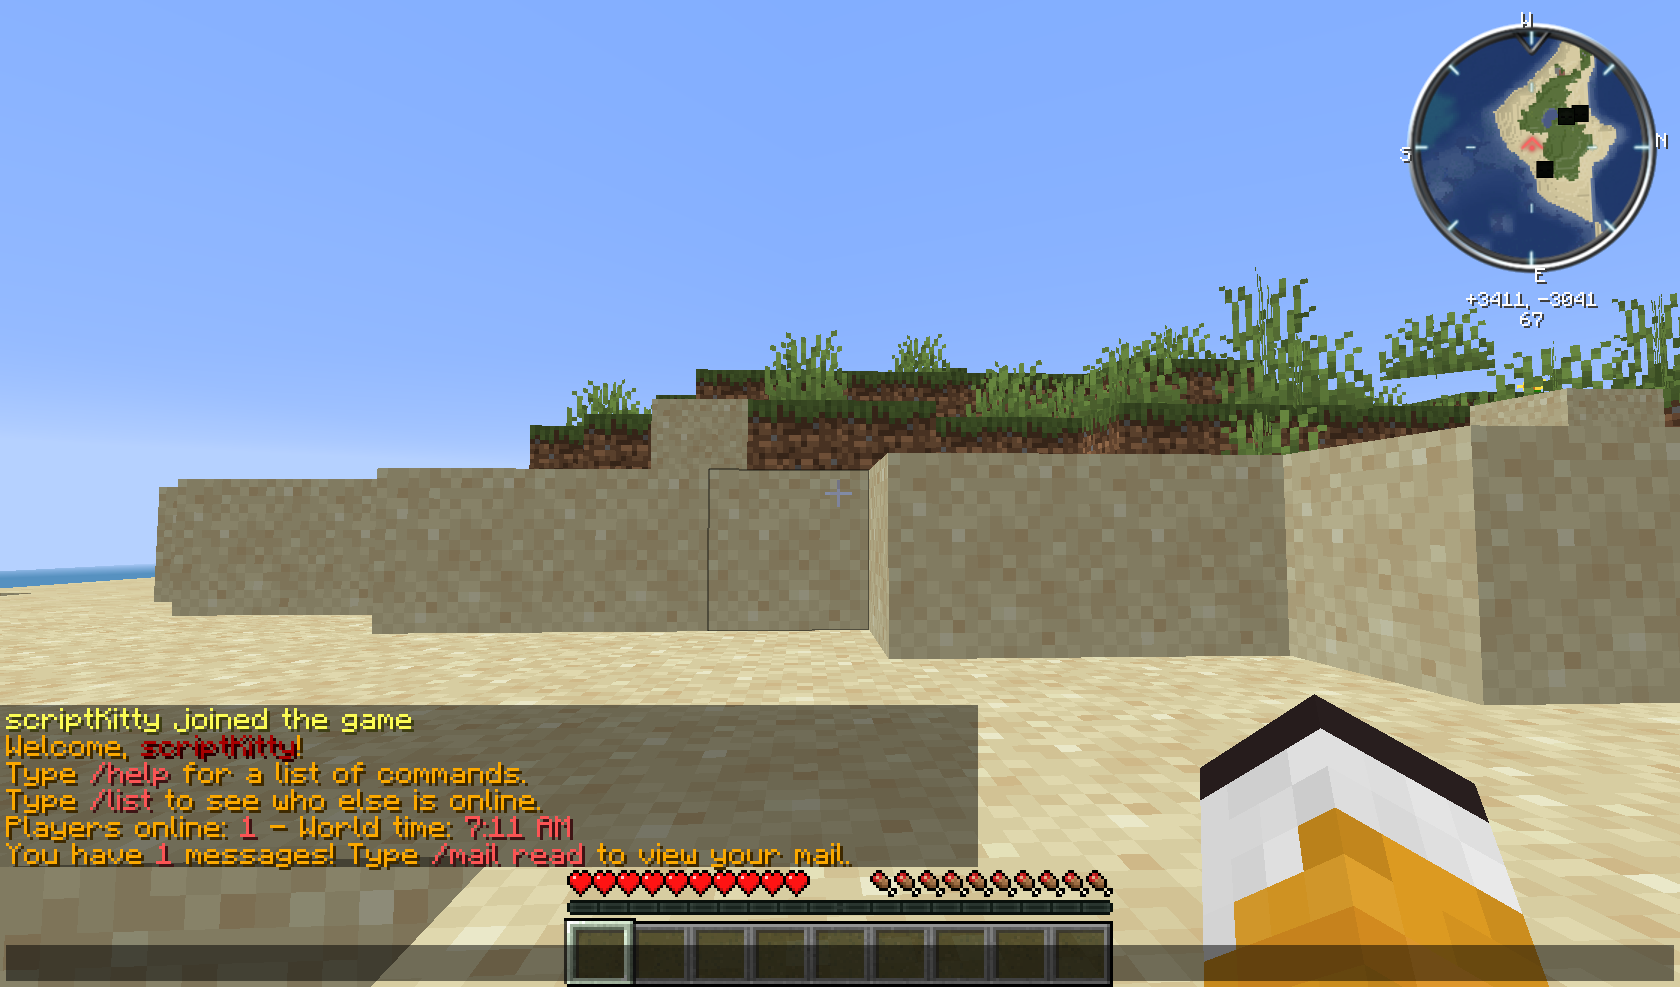 W
S
N
E
+3411, -3041
67
scriptKitty joined the game
Welcome, scriptKitty!
Type /help for a list of commands.
Type /list to see who else is online.
Players online: 1 - World time: 7:11 AM
You have 1 messages! Type /mail read to view your mail.